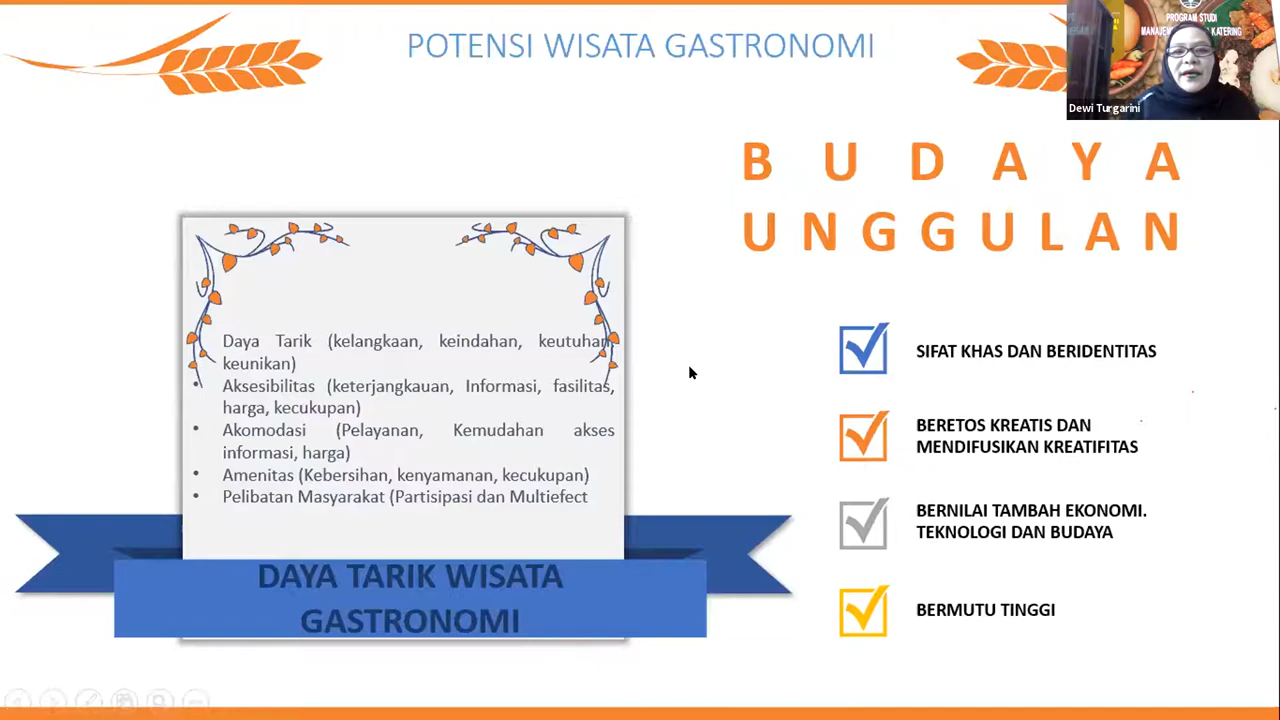 POTENSI WISATA GASTRONOMI
PROGRAM STUDI
Dewi Turgarini
B U D A Y A
U N G G U L A N
Daya Tarik (kelangkaan, keindahan, keutuhan,
keunikan)
• Aksesibilitas (keterjangkauan, Informasi, fasilitas,
harga, kecukupan)
• Akomodasi (Pelayanan, Kemudahan akses
informasi, harga)
• Amenitas (Kebersihan, kenyamanan, kecukupan)
• Pelibatan Masyarakat (Partisipasi dan Multiefect
DAYA TARIK WISATA
GASTRONOMI
SIFAT KHAS DAN BERIDENTITAS
BERETOS KREATIS DAN
MENDIFUSIKAN KREATIFITAS
BERNILAI TAMBAH EKONOMI.
TEKNOLOGI DAN BUDAYA
BERMUTU TINGGI